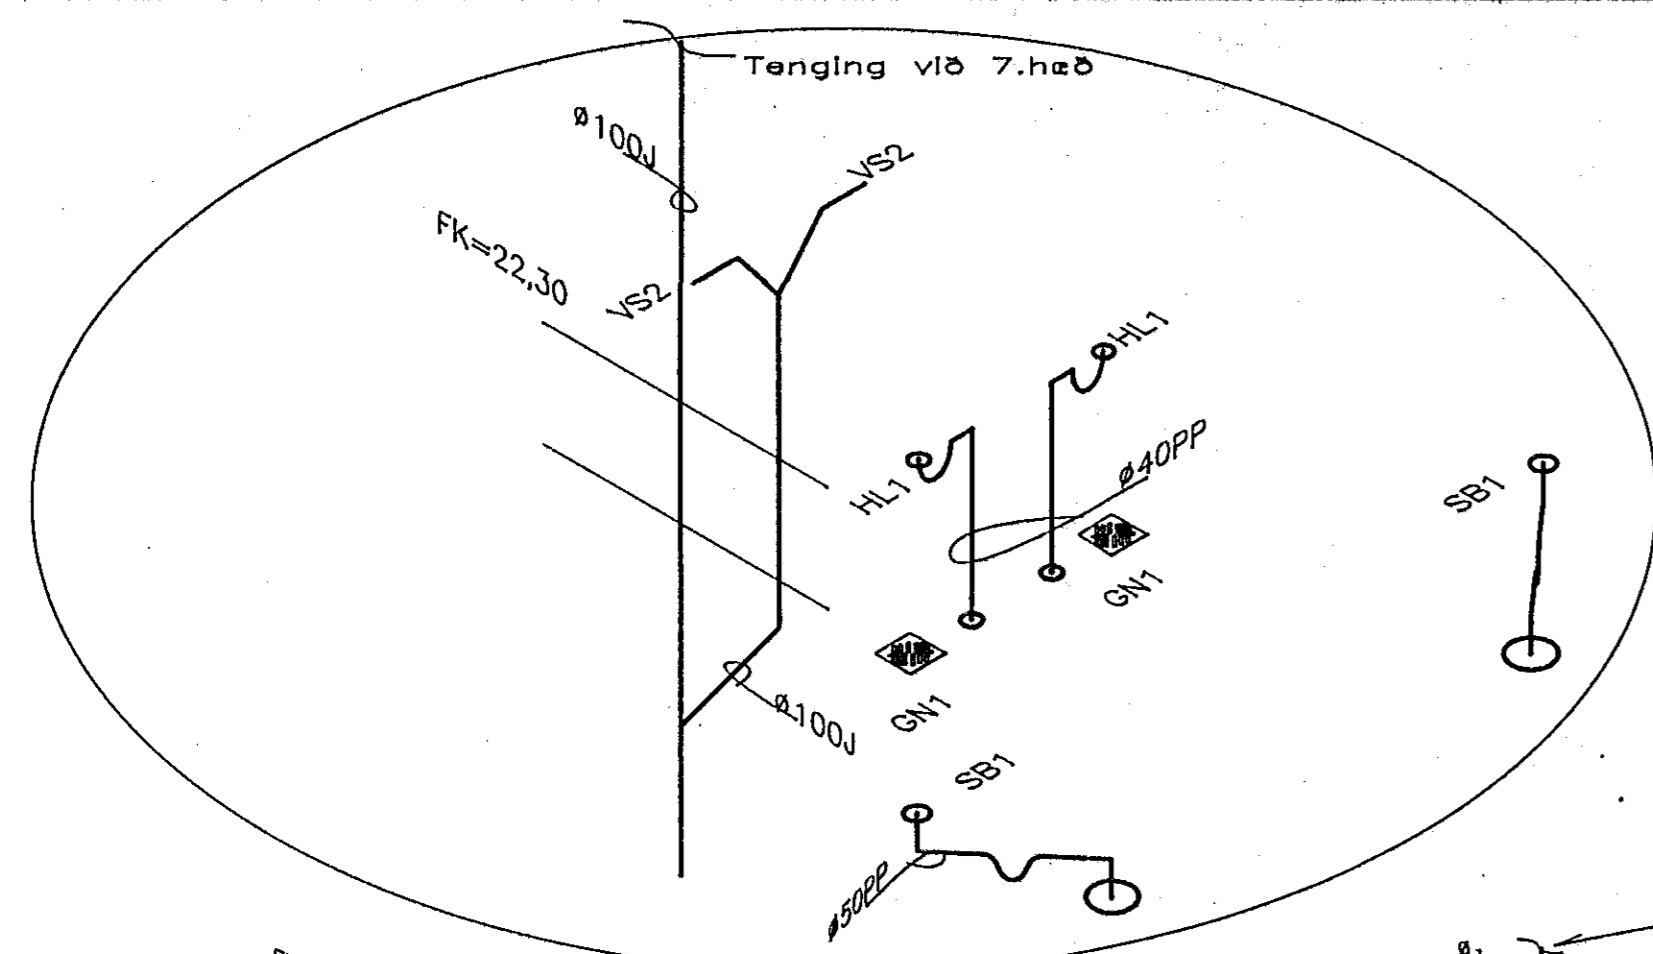 Tenging við 7.hæð
ø100J
VS2
FK=22,30
VS2
HL1
ø40PP
HL1
SB1
GN1
GN1
ø100J
SB1
ø50PP